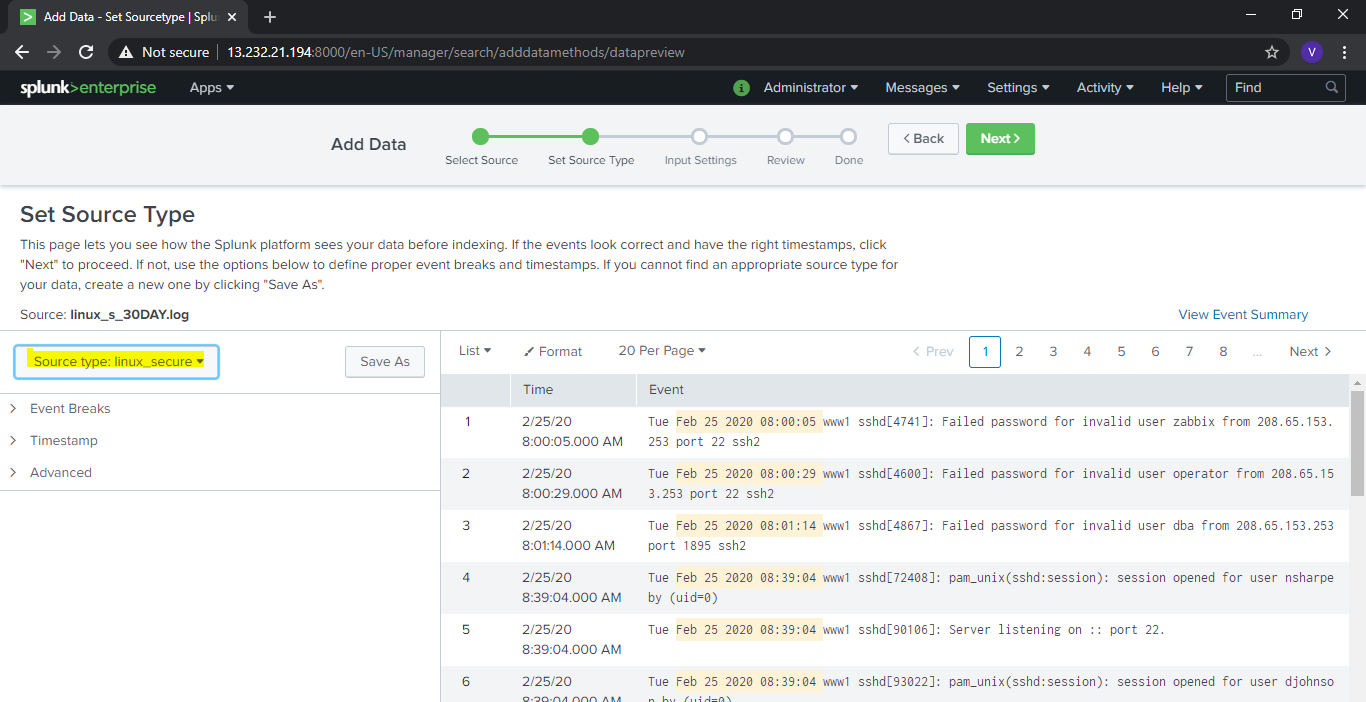 Add Data - Set Sourcetype | Splu
Not secure 13.232.21.194:8000/en-US/manager/search/adddatamethods/datapreview
V
splunk>enterprise Apps
i Administrator Messages Settings Activity Help Find
Add Data
Select Source Set Source Type Input Settings Review Done
< Back Next >
Set Source Type
This page lets you see how the Splunk platform sees your data before indexing. If the events look correct and have the right timestamps, click
"Next" to proceed. If not, use the options below to define proper event breaks and timestamps. If you cannot find an appropriate source type for
your data, create a new one by clicking "Save As".
Source: linux_s_30DAY.log
View Event Summary
Source type: linux_secure
Save As
Event Breaks
Timestamp
Advanced
List Format 20 Per Page < Prev 1 2 3 4 5 6 7 8 ... Next >
Time Event
1 2/25/20 Tue Feb 25 2020 08:00:05 www1 sshd[4741]: Failed password for invalid user zabbix from 208.65.153.
8:00:05.000 AM 253 port 22 ssh2
2 2/25/20 Tue Feb 25 2020 08:00:29 www1 sshd[4600]: Failed password for invalid user operator from 208.65.15
8:00:29.000 AM 3.253 port 22 ssh2
3 2/25/20 Tue Feb 25 2020 08:01:14 www1 sshd[4867]: Failed password for invalid user dba from 208.65.153.253
8:01:14.000 AM port 1895 ssh2
4 2/25/20 Tue Feb 25 2020 08:39:04 www1 sshd[72408]: pam_unix(sshd:session): session opened for user nsharpe
8:39:04.000 AM by (uid=0)
5 2/25/20 Tue Feb 25 2020 08:39:04 www1 sshd[90106]: Server listening on :: port 22.
8:39:04.000 AM
6 2/25/20 Tue Feb 25 2020 08:39:04 www1 sshd[93022]: pam_unix(sshd:session): session opened for user djohnso
8:39:04.000 AM n by (uid=0)